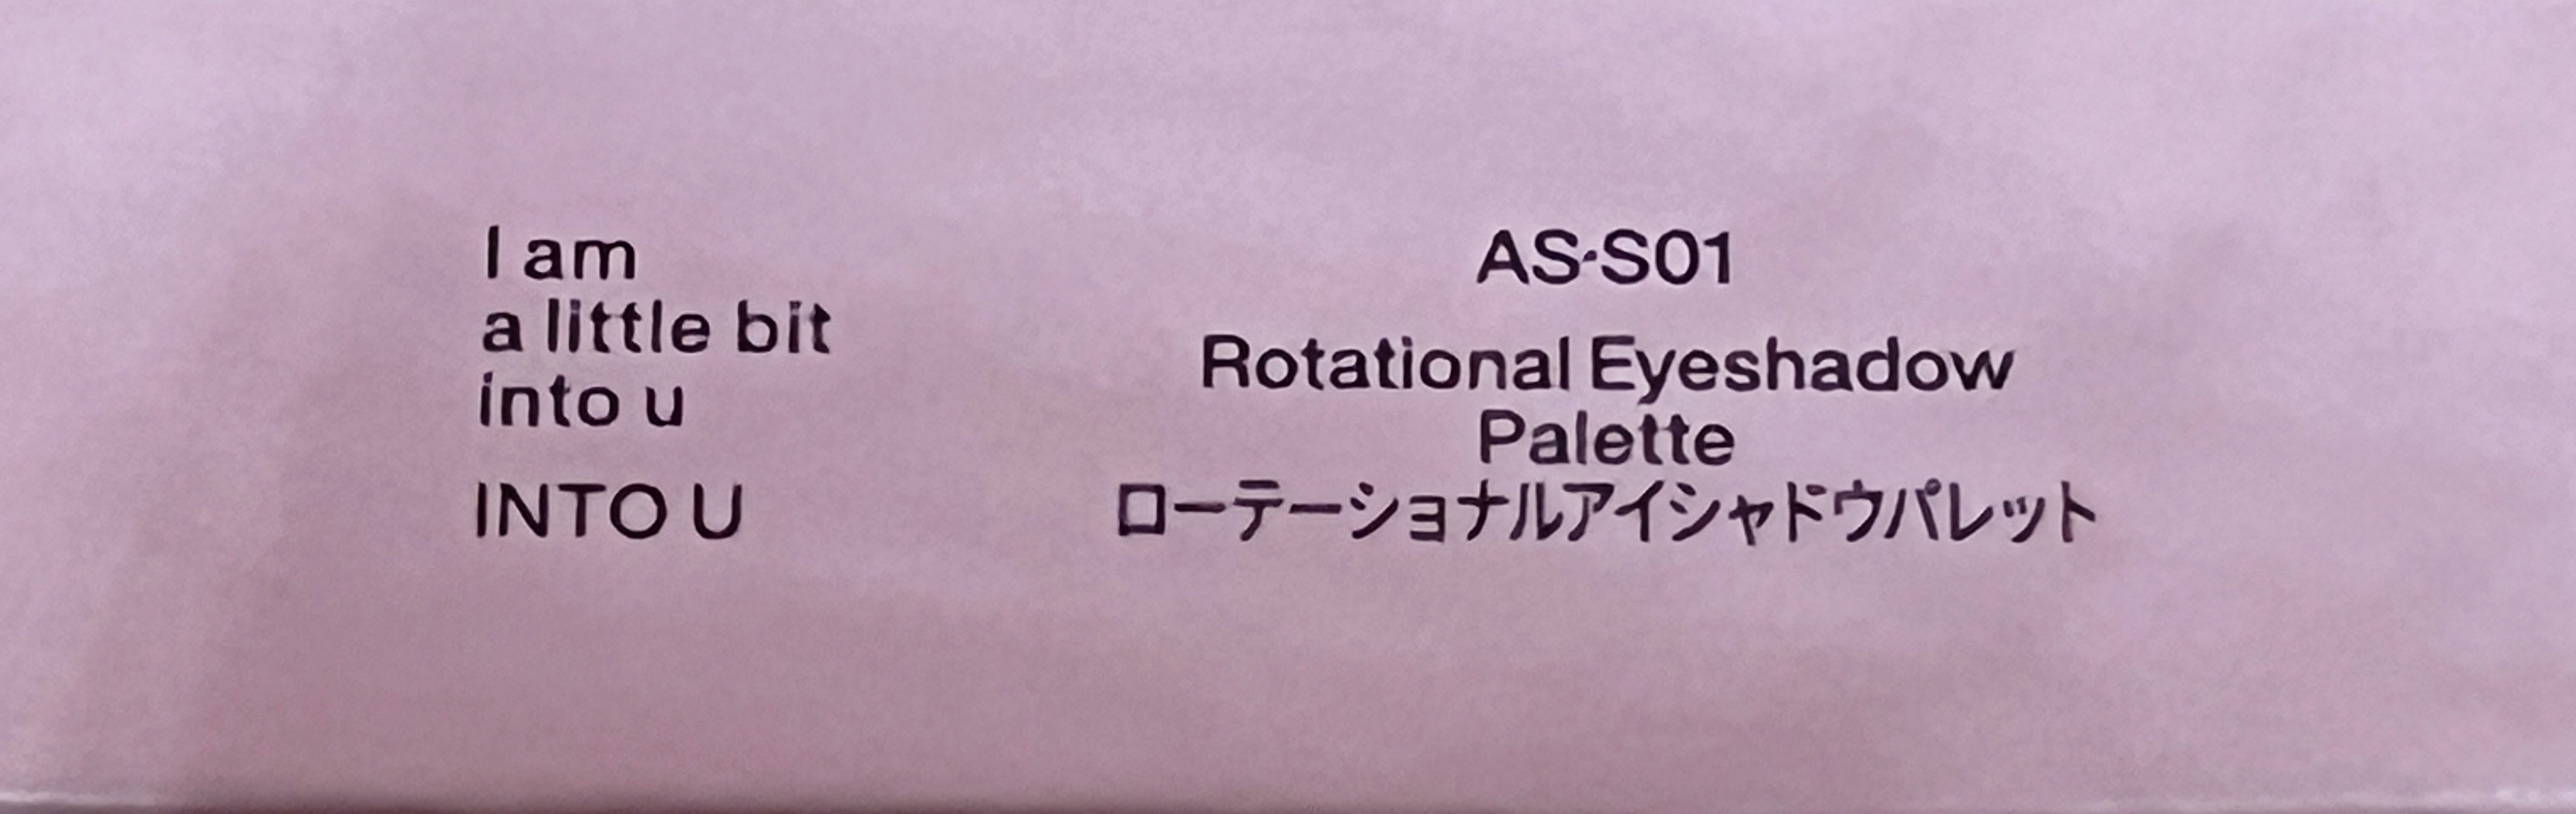 I am
a little bit
into u
INTO U
AS·S01
Rotational Eyeshadow
Palette
ローテーショナルアイシャドウパレット